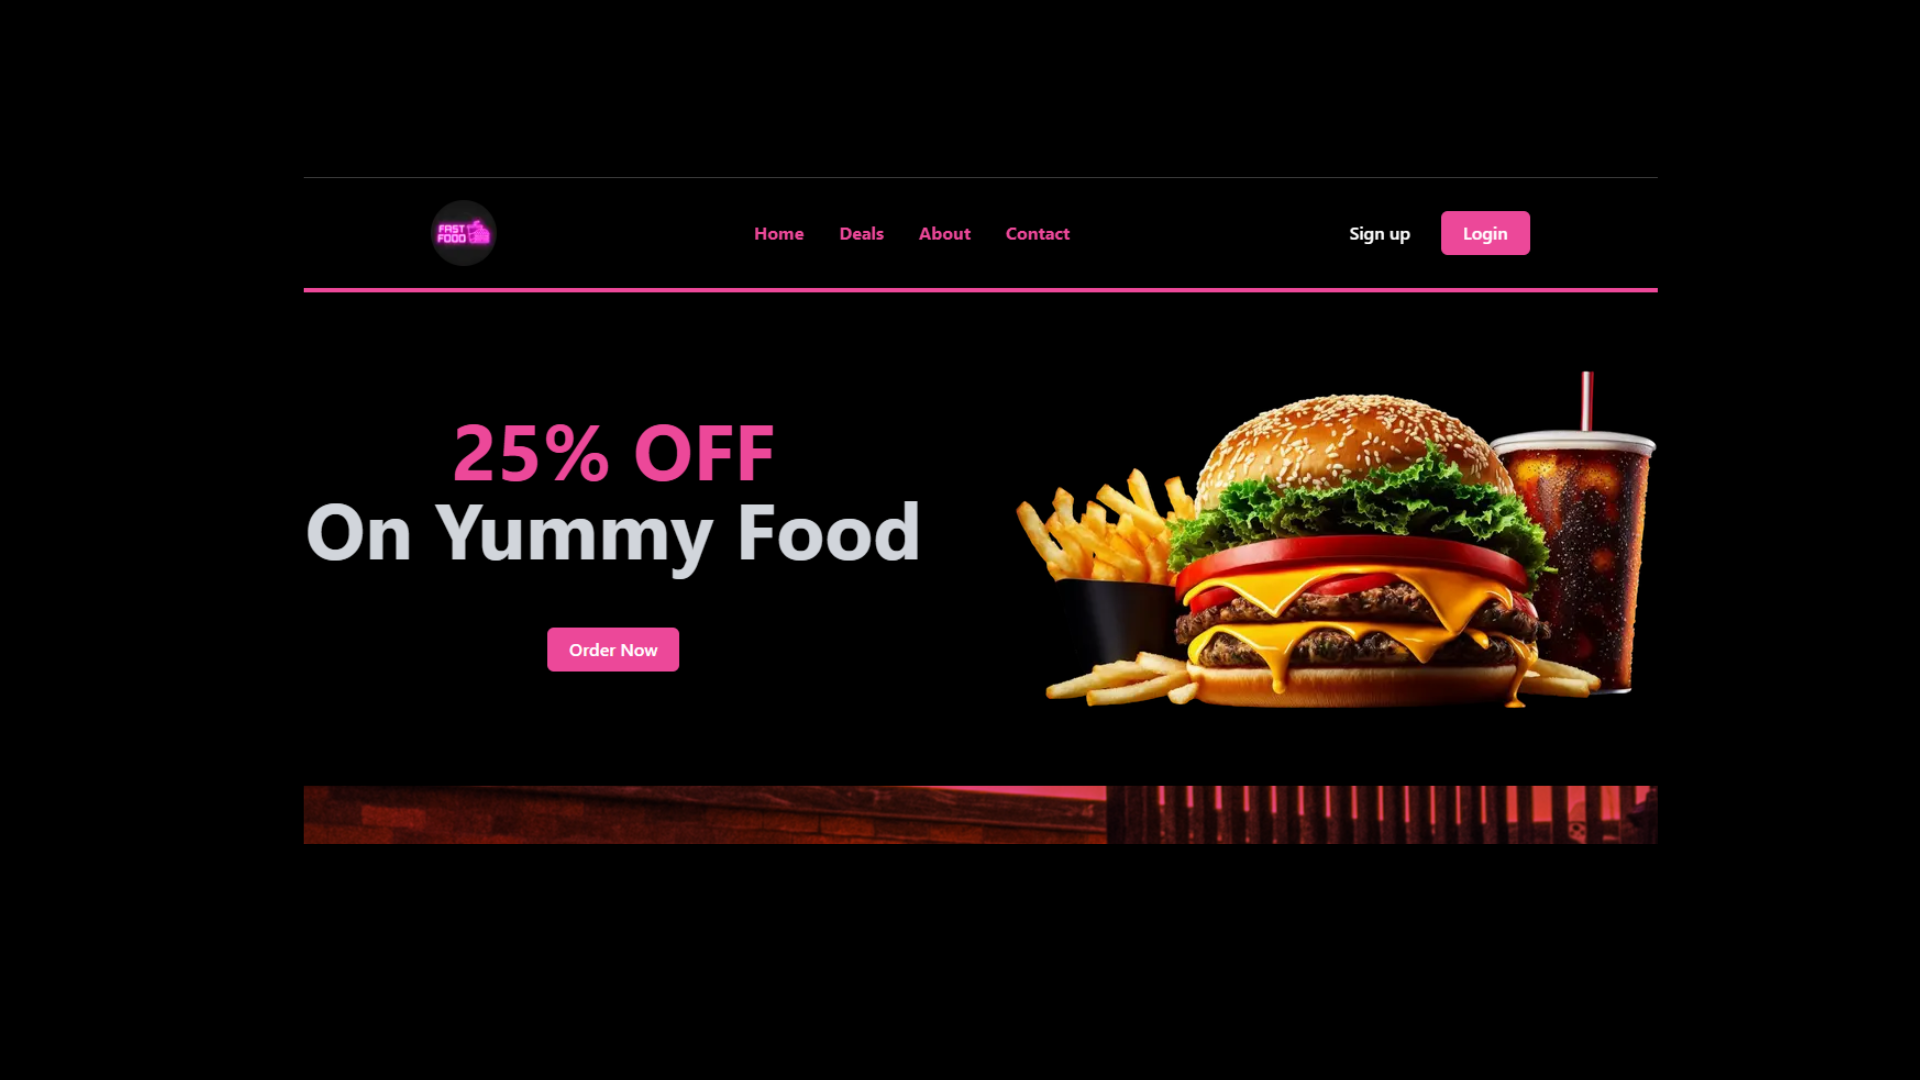 FAST
FOOD
Home Deals About Contact
Sign up Login
25% OFF
On Yummy Food
Order Now